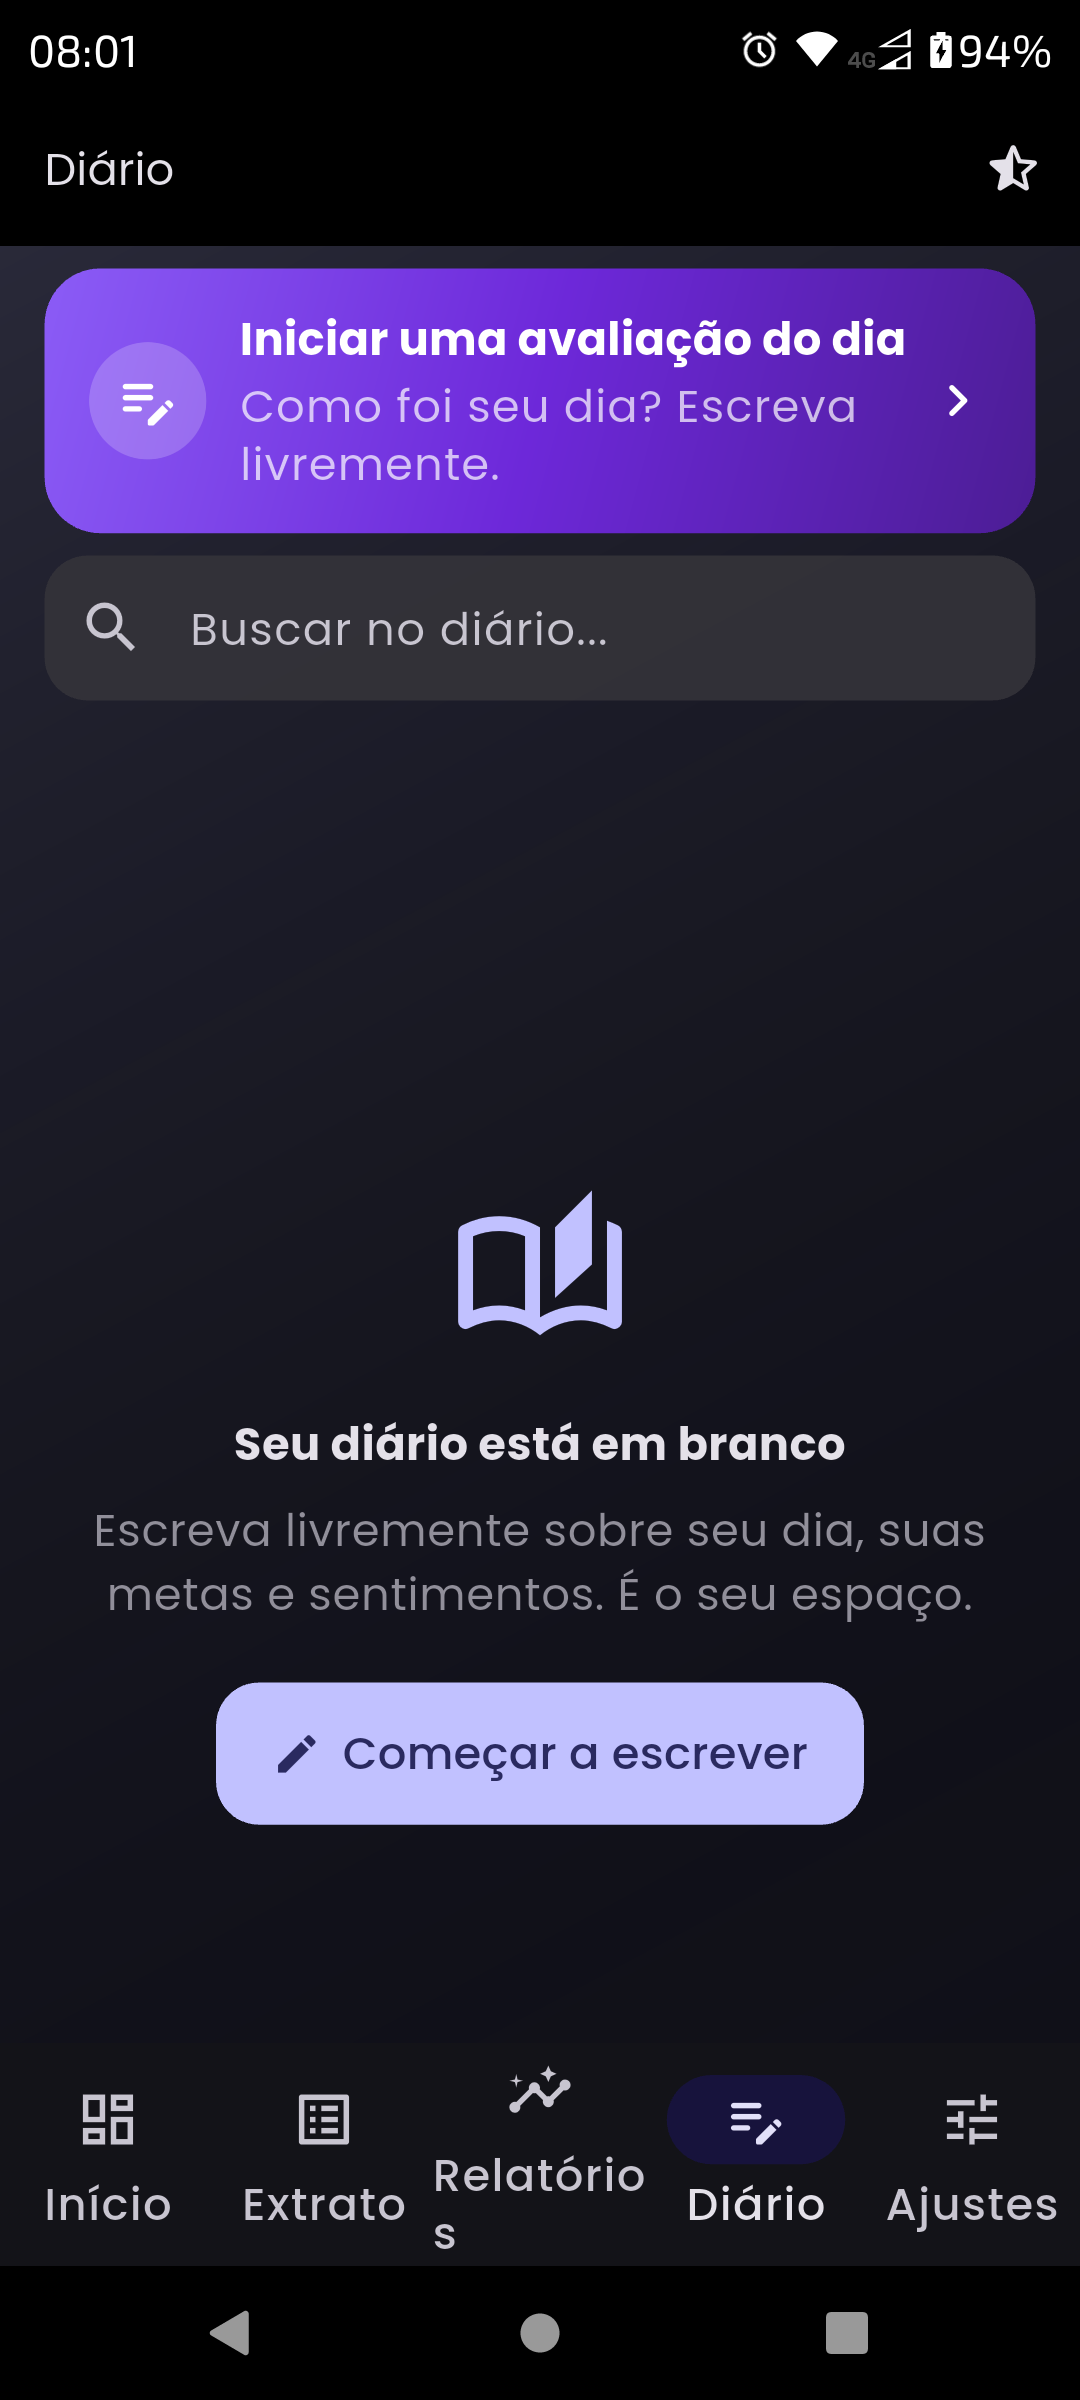 08:01
4G
94%
Diário
Iniciar uma avaliação do dia
Como foi seu dia? Escreva
livremente.
Buscar no diário...
Seu diário está em branco
Escreva livremente sobre seu dia, suas
metas e sentimentos. É o seu espaço.
Começar a escrever
Início
Extrato
Relatório
s
Diário
Ajustes